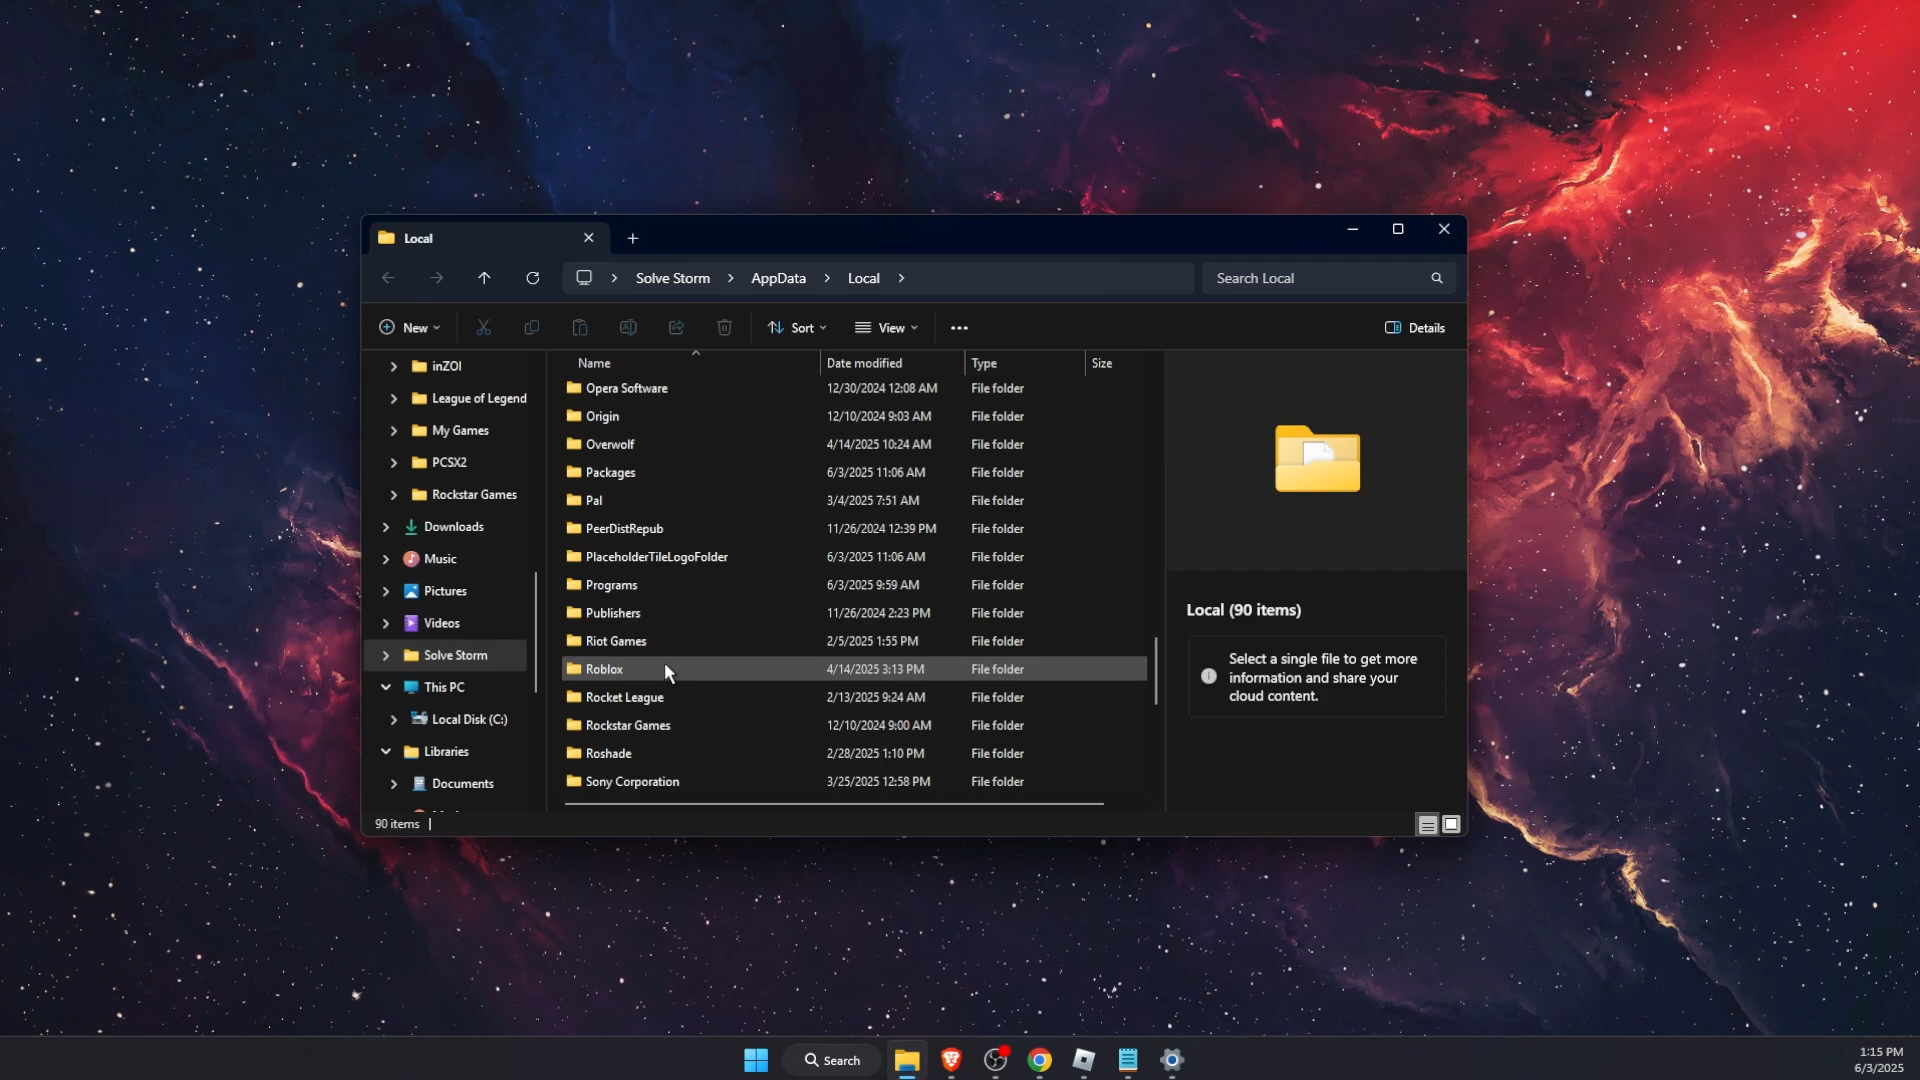 Local
Solve Storm
AppData
Local
Search Local
New
Sort
View
Details
inZOI
League of Legend
My Games
PCSX2
Rockstar Games
Downloads
Music
Pictures
Videos
Solve Storm
This PC
Local Disk (C:)
Libraries
Documents
Name Date modified Type Size
Opera Software 12/30/2024 12:08 AM File folder
Origin 12/10/2024 9:03 AM File folder
Overwolf 4/14/2025 10:24 AM File folder
Packages 6/3/2025 11:06 AM File folder
Pal 3/4/2025 7:51 AM File folder
PeerDistRepub 11/26/2024 12:39 PM File folder
PlaceholderTileLogoFolder 6/3/2025 11:06 AM File folder
Programs 6/3/2025 9:59 AM File folder
Publishers 11/26/2024 2:23 PM File folder
Riot Games 2/5/2025 1:55 PM File folder
Roblox 4/14/2025 3:13 PM File folder
Rocket League 2/13/2025 9:24 AM File folder
Rockstar Games 12/10/2024 9:00 AM File folder
Roshade 2/28/2025 1:10 PM File folder
Sony Corporation 3/25/2025 12:58 PM File folder
Local (90 items)
Select a single file to get more
information and share your
cloud content.
90 items
Search
1:15 PM
6/3/2025